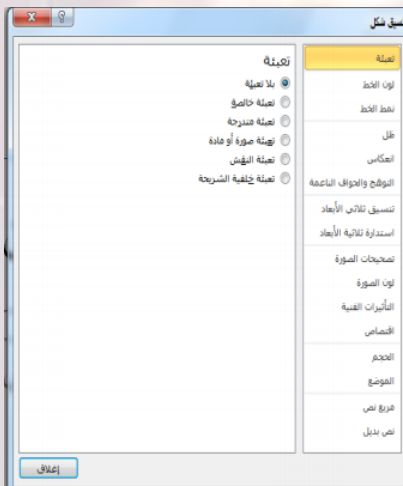 تنسيق شكل
تعبئة
لون الخط
نمط الخط
ظل
انعكاس
التوهج والحواف الناعمة
تنسيق ثلاثي الأبعاد
استدارة ثلاثية الأبعاد
تصحيحات الصورة
لون الصورة
التأثيرات الفنية
اقتصاص
الحجم
الموضع
مربع نص
نص بديل
تعبئة
بلا تعبئة
تعبئة خالصة
تعبئة متدرجة
تعبئة صورة أو مادة
تعبئة النقش
تعبئة خلفية الشريحة
إغلاق